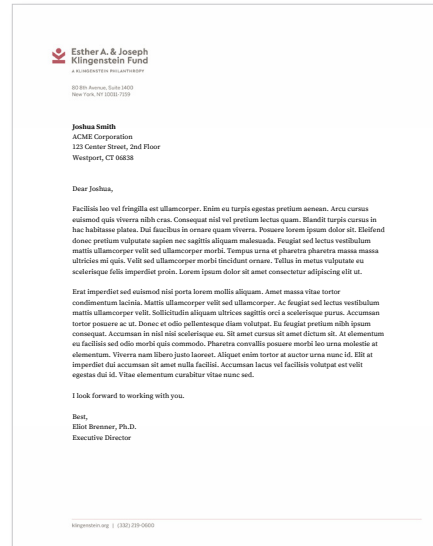 Esther A. & Joseph
Klingenstein Fund
A KLINGENSTEIN PHILANTHROPY
80 8th Avenue, Suite 1400
New York, NY 10011-7159
Joshua Smith
ACME Corporation
123 Center Street, 2nd Floor
Westport, CT 06838
Dear Joshua,
Facilisis leo vel fringilla est ullamcorper. Enim eu turpis egestas pretium aenean. Arcu cursus
euismod quis viverra nibh cras. Consequat nisl vel pretium lectus quam. Blandit turpis cursus in
hac habitasse platea. Dui faucibus in ornare quam viverra. Posuere lorem ipsum dolor sit. Eleifend
donec pretium vulputate sapien nec sagittis aliquam malesuada. Feugiat sed lectus vestibulum
mattis ullamcorper velit sed ullamcorper morbi. Tempus urna et pharetra pharetra massa massa
ultricies mi quis. Velit sed ullamcorper morbi tincidunt ornare. Tellus in metus vulputate eu
scelerisque felis imperdiet proin. Lorem ipsum dolor sit amet consectetur adipiscing elit ut.
Erat imperdiet sed euismod nisi porta lorem mollis aliquam. Amet massa vitae tortor
condimentum lacinia. Mattis ullamcorper velit sed ullamcorper. Ac feugiat sed lectus vestibulum
mattis ullamcorper velit. Sollicitudin aliquam ultrices sagittis orci a scelerisque purus. Accumsan
tortor posuere ac ut. Donec et odio pellentesque diam volutpat. Eu feugiat pretium nibh ipsum
consequat. Accumsan in nisl nisi scelerisque eu. Sit amet cursus sit amet dictum sit. At elementum
eu facilisis sed odio morbi quis commodo. Pharetra convallis posuere morbi leo urna molestie at
elementum. Viverra nam libero justo laoreet. Aliquet enim tortor at auctor urna nunc id. Elit at
imperdiet dui accumsan sit amet nulla facilisi. Accumsan lacus vel facilisis volutpat est velit
egestas dui id. Vitae elementum curabitur vitae nunc sed.
I look forward to working with you.
Best,
Eliot Brenner, Ph.D.
Executive Director
klingenstein.org | (332) 219-0600